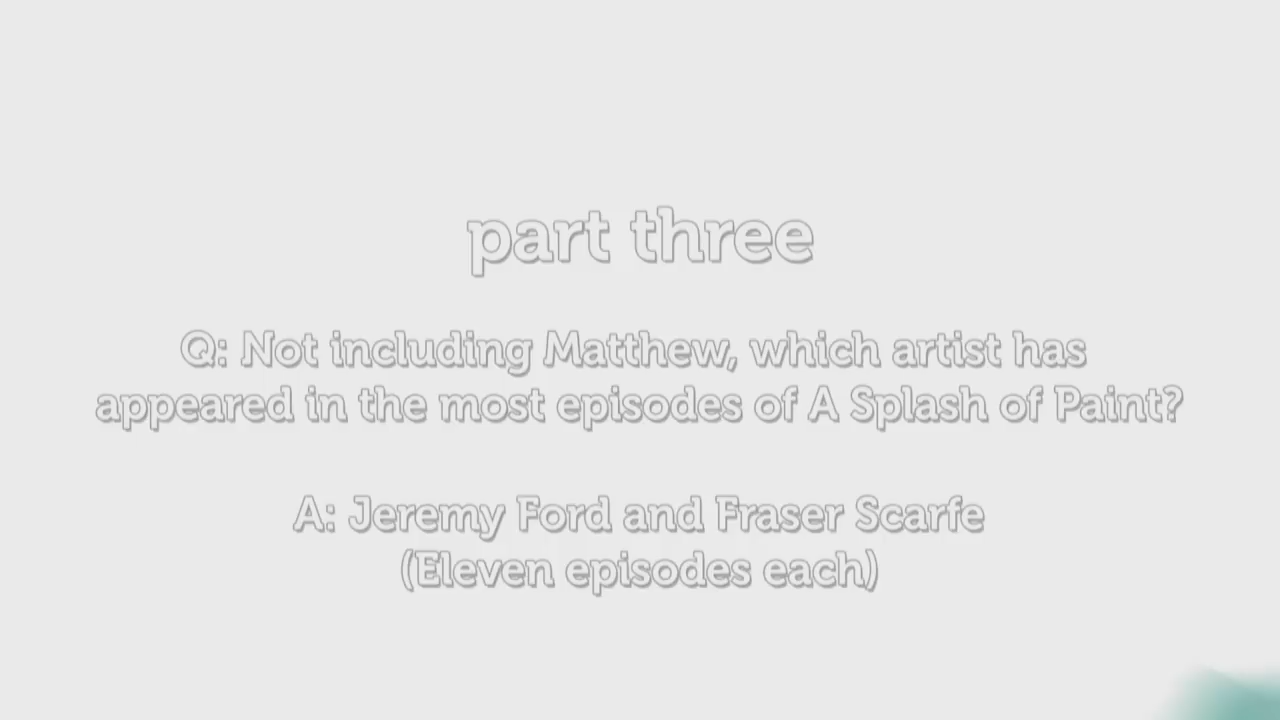 part three
Q: Not including Matthew, which artist has
appeared in the most episodes of A Splash of Paint?
A: Jeremy Ford and Fraser Scarfe
(Eleven episodes each)